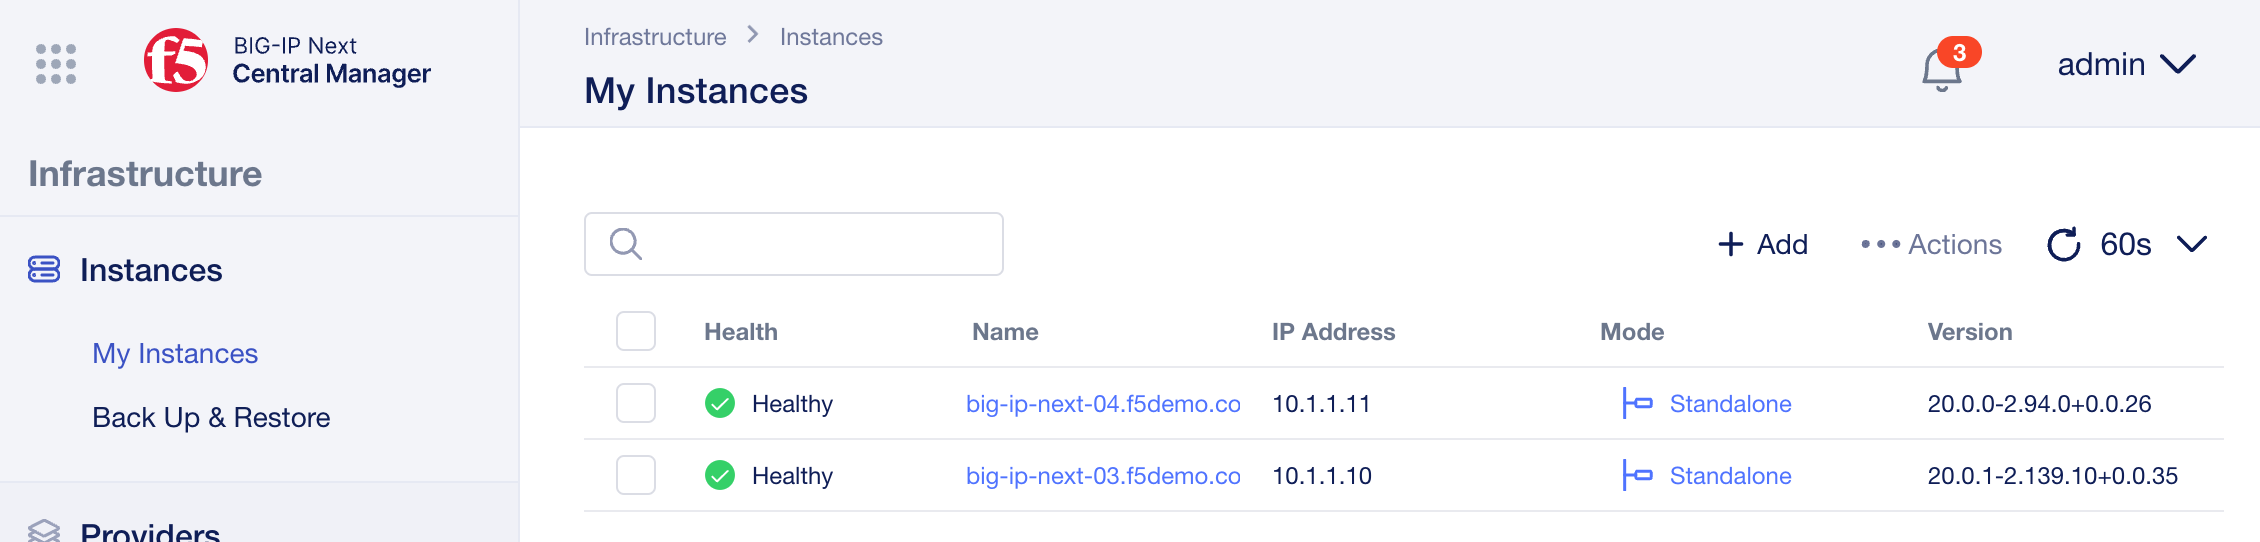 f5
BIG-IP Next
Central Manager
Infrastructure
Instances
My Instances
Back Up & Restore
Providers
Infrastructure > Instances
My Instances
3
admin
+ Add
••• Actions
60s
Health Name IP Address Mode Version
Healthy big-ip-next-04.f5demo.co 10.1.1.11 Standalone 20.0.0-2.94.0+0.0.26
Healthy big-ip-next-03.f5demo.co 10.1.1.10 Standalone 20.0.1-2.139.10+0.0.35